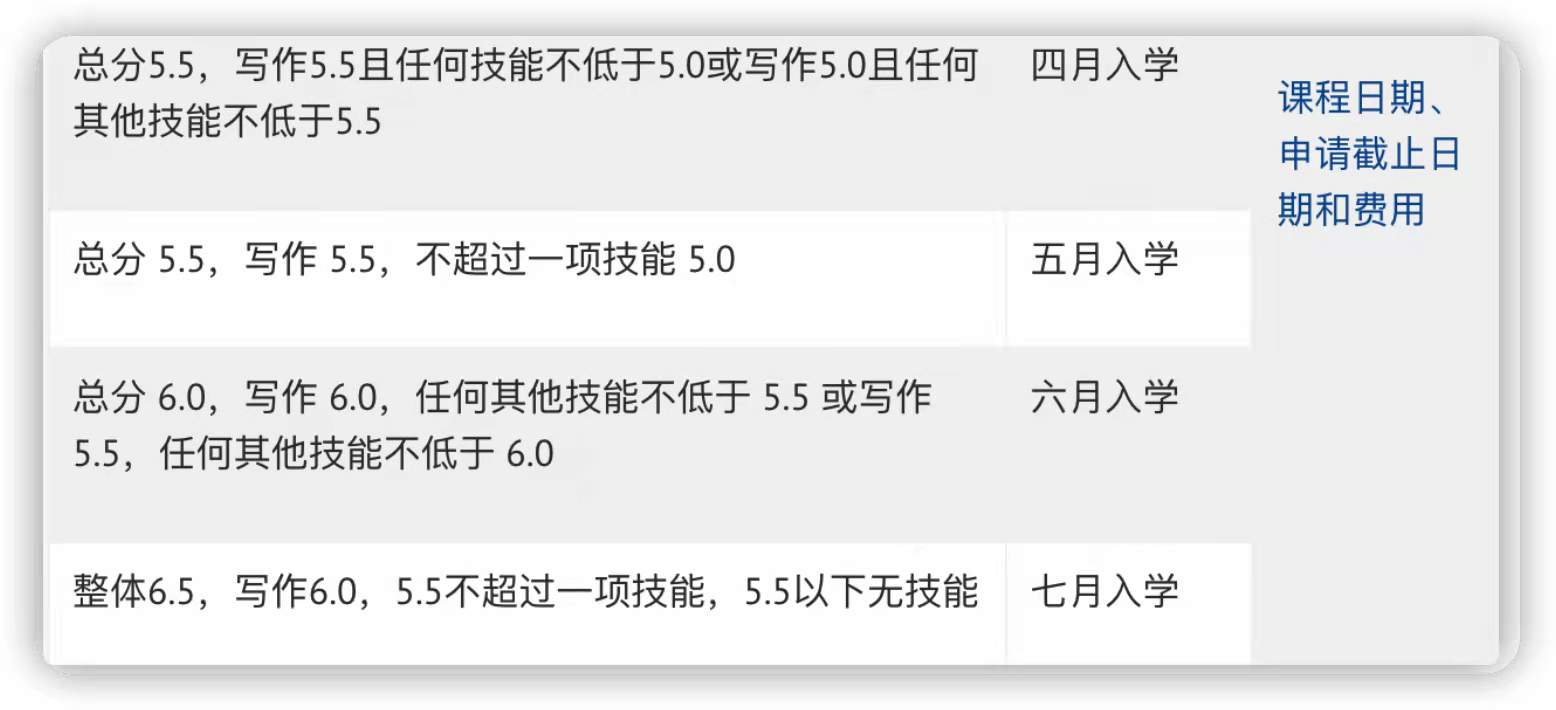 总分5.5，写作5.5且任何技能不低于5.0或写作5.0且任何
其他技能不低于5.5
四月入学
课程日期、
申请截止日
期和费用
总分 5.5，写作 5.5，不超过一项技能 5.0
五月入学
总分 6.0，写作 6.0，任何其他技能不低于 5.5 或写作
5.5，任何其他技能不低于 6.0
六月入学
整体6.5，写作6.0，5.5不超过一项技能，5.5以下无技能
七月入学